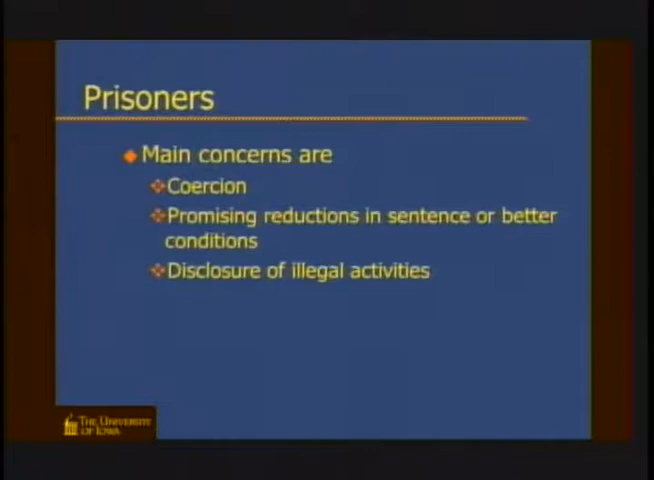 Prisoners
Main concerns are
Coercion
Promising reductions in sentence or better
conditions
Disclosure of illegal activities
THE UNIVERSITY
OF IOWA